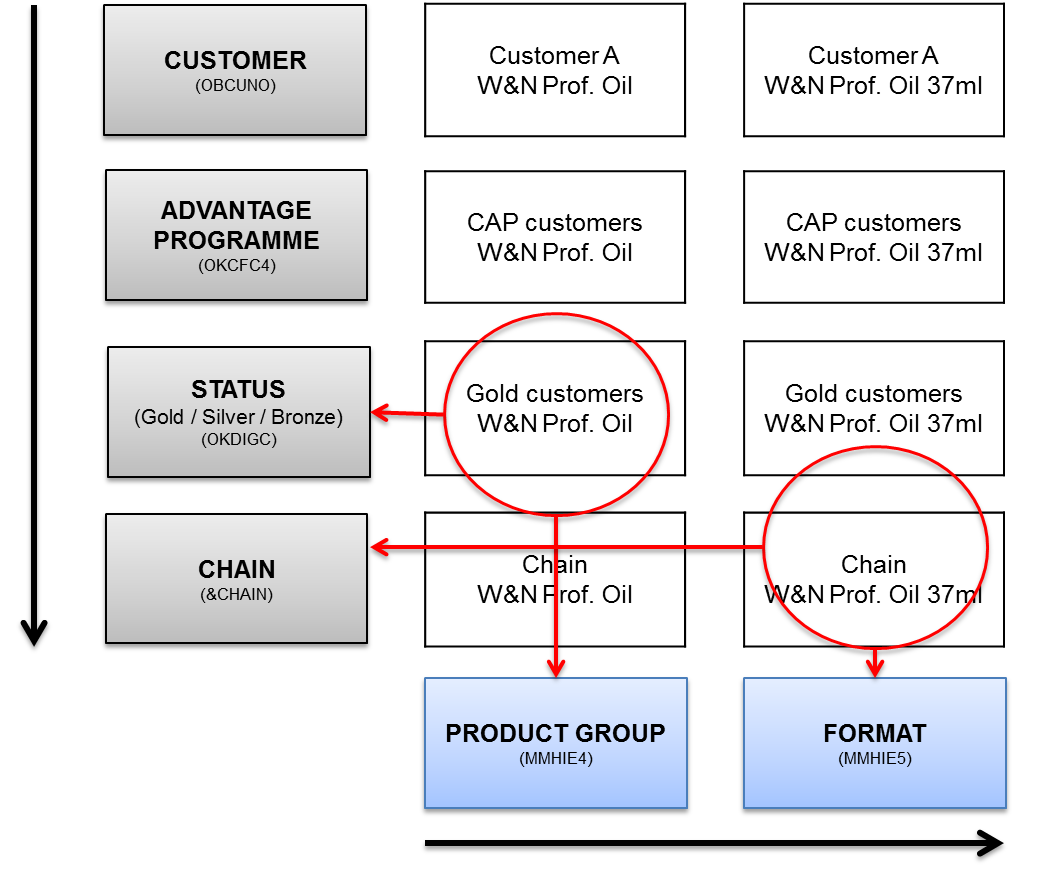 CUSTOMER
(OBCUNO)
Customer A
W&N Prof. Oil
Customer A
W&N Prof. Oil 37ml
ADVANTAGE
PROGRAMME
(OKCFC4)
CAP customers
W&N Prof. Oil
CAP customers
W&N Prof. Oil 37ml
STATUS
(Gold / Silver / Bronze)
(OKDIGC)
Gold customers
W&N Prof. Oil
Gold customers
W&N Prof. Oil 37ml
CHAIN
(&CHAIN)
Chain
W&N Prof. Oil
Chain
W&N Prof. Oil 37ml
PRODUCT GROUP
(MMHIE4)
FORMAT
(MMHIE5)